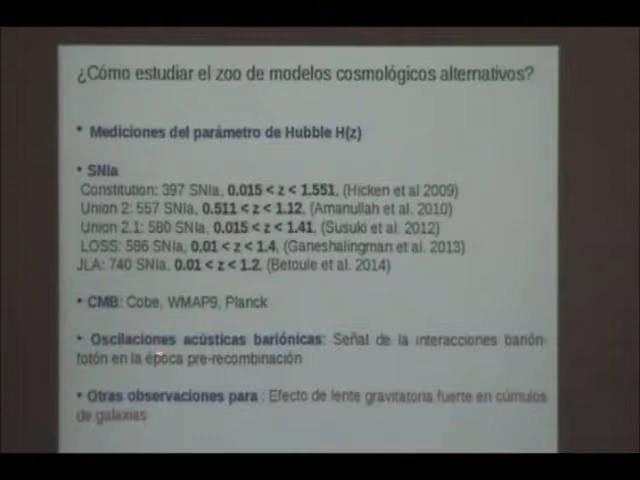 ¿Cómo estudiar el zoo de modelos cosmológicos alternativos?
• Mediciones del parámetro de Hubble H(z)
• SNIa
Constitution: 397 SNIa, 0.015 < z < 1.551, (Hicken et al 2009)
Union 2: 557 SNIa, 0.511 < z < 1.12, (Amanullah et al. 2010)
Union 2.1: 580 SNIa, 0.015 < z < 1.41, (Susuki et al. 2012)
LOSS: 586 SNIa, 0.01 < z < 1.4, (Ganeshalingman et al. 2013)
JLA: 740 SNIa, 0.01 < z < 1.2, (Betoule et al. 2014)
• CMB: Cobe, WMAP9, Planck
• Oscilaciones acústicas bariónicas: Señal de la interacciones barión-
fotón en la época pre-recombinación
• Otras observaciones para : Efecto de lente gravitatoria fuerte en cúmulos
de galaxias